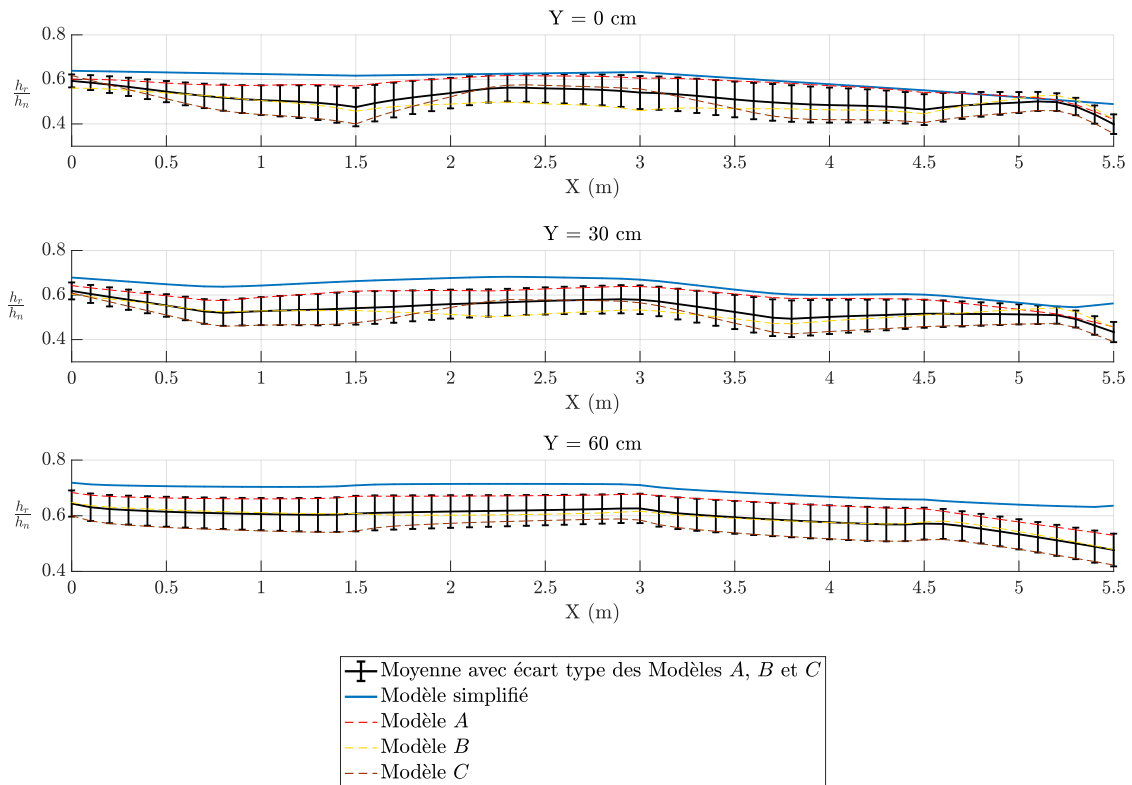 Y = 0 cm
0.8
0.6
0.4
h_r
h_n
0 0.5 1 1.5 2 2.5 3 3.5 4 4.5 5 5.5
X (m)
Y = 30 cm
0.8
0.6
0.4
h_r
h_n
0 0.5 1 1.5 2 2.5 3 3.5 4 4.5 5 5.5
X (m)
Y = 60 cm
0.8
0.6
0.4
h_r
h_n
0 0.5 1 1.5 2 2.5 3 3.5 4 4.5 5 5.5
X (m)
Moyenne avec écart type des Modèles A, B et C
Modèle simplifié
Modèle A
Modèle B
Modèle C